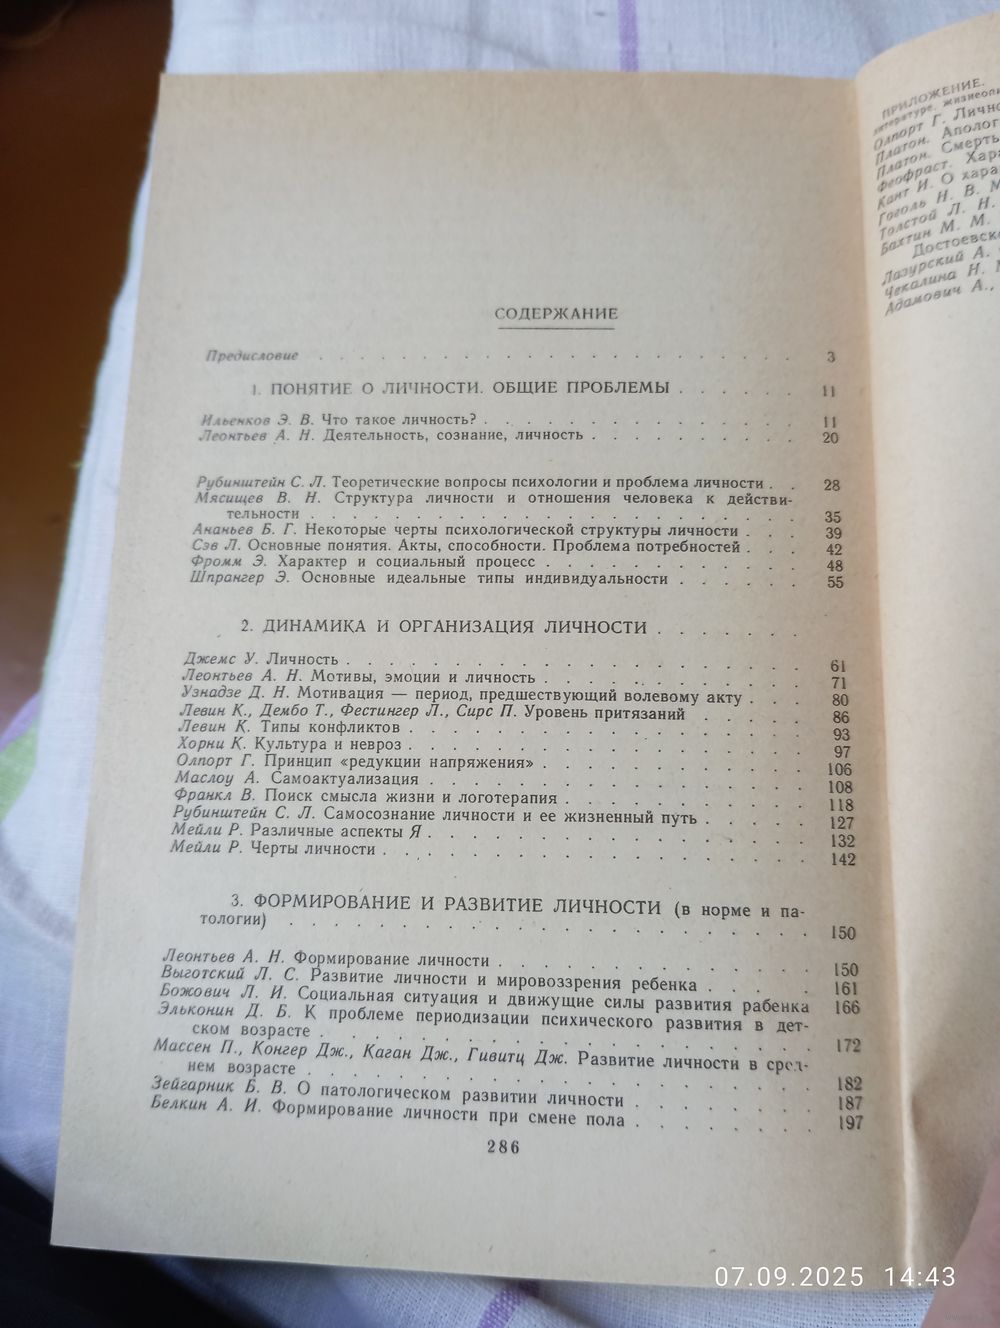 СОДЕРЖАНИЕ
Предисловие . . . . . . . . . . . . . . . . . . 3
1. ПОНЯТИЕ О ЛИЧНОСТИ. ОБЩИЕ ПРОБЛЕМЫ . . . . . . 11
Ильенков Э. В. Что такое личность? . . . . . . . . . . . . 11
Леонтьев А. Н. Деятельность, сознание, личность . . . . . . . . 20
Рубинштейн С. Л. Теоретические вопросы психологии и проблема личности . . 28
Мясищев В. Н. Структура личности и отношения человека к действи-
тельности . . . . . . . . . . . . . . . . . . 35
Ананьев Б. Г. Некоторые черты психологической структуры личности . . . 39
Сэв Л. Основные понятия. Акты, способности. Проблема потребностей . . . 42
Фромм Э. Характер и социальный процесс . . . . . . . . . . 48
Шпрангер Э. Основные идеальные типы индивидуальности . . . . . . 55
2. ДИНАМИКА И ОРГАНИЗАЦИЯ ЛИЧНОСТИ . . . . . . .
Джемс У. Личность . . . . . . . . . . . . . . . . . 61
Леонтьев А. Н. Мотивы, эмоции и личность . . . . . . . . . . 71
Узнадзе Д. Н. Мотивация — период, предшествующий волевому акту . . . 80
Левин К., Дембо Т., Фестингер Л., Сирс П. Уровень притязаний . . . . . 86
Левин К. Типы конфликтов . . . . . . . . . . . . . . . 93
Хорни К. Культура и невроз . . . . . . . . . . . . . . . 97
Олпорт Г. Принцип «редукции напряжения» . . . . . . . . . . 106
Маслоу А. Самоактуализация . . . . . . . . . . . . . . 108
Франкл В. Поиск смысла жизни и логотерапия . . . . . . . . . 118
Рубинштейн С. Л. Самосознание личности и ее жизненный путь . . . . . 127
Мейли Р. Различные аспекты Я . . . . . . . . . . . . . . 132
Мейли Р. Черты личности . . . . . . . . . . . . . . . . 142
3. ФОРМИРОВАНИЕ И РАЗВИТИЕ ЛИЧНОСТИ (в норме и па-
тологии) . . . . . . . . . . . . . . . . . . . 150
Леонтьев А. Н. Формирование личности . . . . . . . . . . . 150
Выготский Л. С. Развитие личности и мировоззрения ребенка . . . . 161
Божович Л. И. Социальная ситуация и движущие силы развития рабенка 166
Эльконин Д. Б. К проблеме периодизации психического развития в дет-
ском возрасте . . . . . . . . . . . . . . . . . 172
Массен П., Конгер Дж., Каган Дж., Гивитц Дж. Развитие личности в сред-
нем возрасте . . . . . . . . . . . . . . . . . 182
Зейгарник Б. В. О патологическом развитии личности . . . . . . . 187
Белкин А. И. Формирование личности при смене пола . . . . . . . 197
286
ПРИЛОЖЕНИЕ.
литературе, жизнеопи
Олпорт Г. Лично
Платон. Аполог
Платон. Смерть
Феофраст. Хара
Кант И. О хара
Гоголь Н. В. М
Толстой Л. Н.
Бахтин М. М.
Достоевск
Лазурский А.
Чекалина Н.
Адамович А.,
07.09.2025 14:43